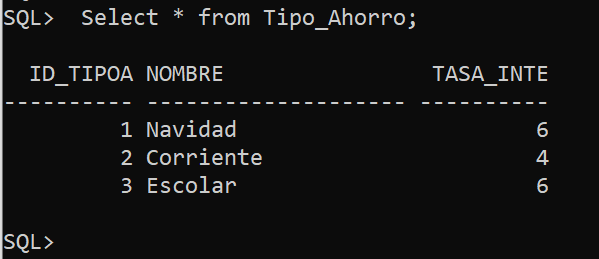 SQL>  Select * from Tipo_Ahorro;
  ID_TIPOA NOMBRE                TASA_INTE
---------- -------------------- ----------
         1 Navidad                       6
         2 Corriente                     4
         3 Escolar                       6
SQL>